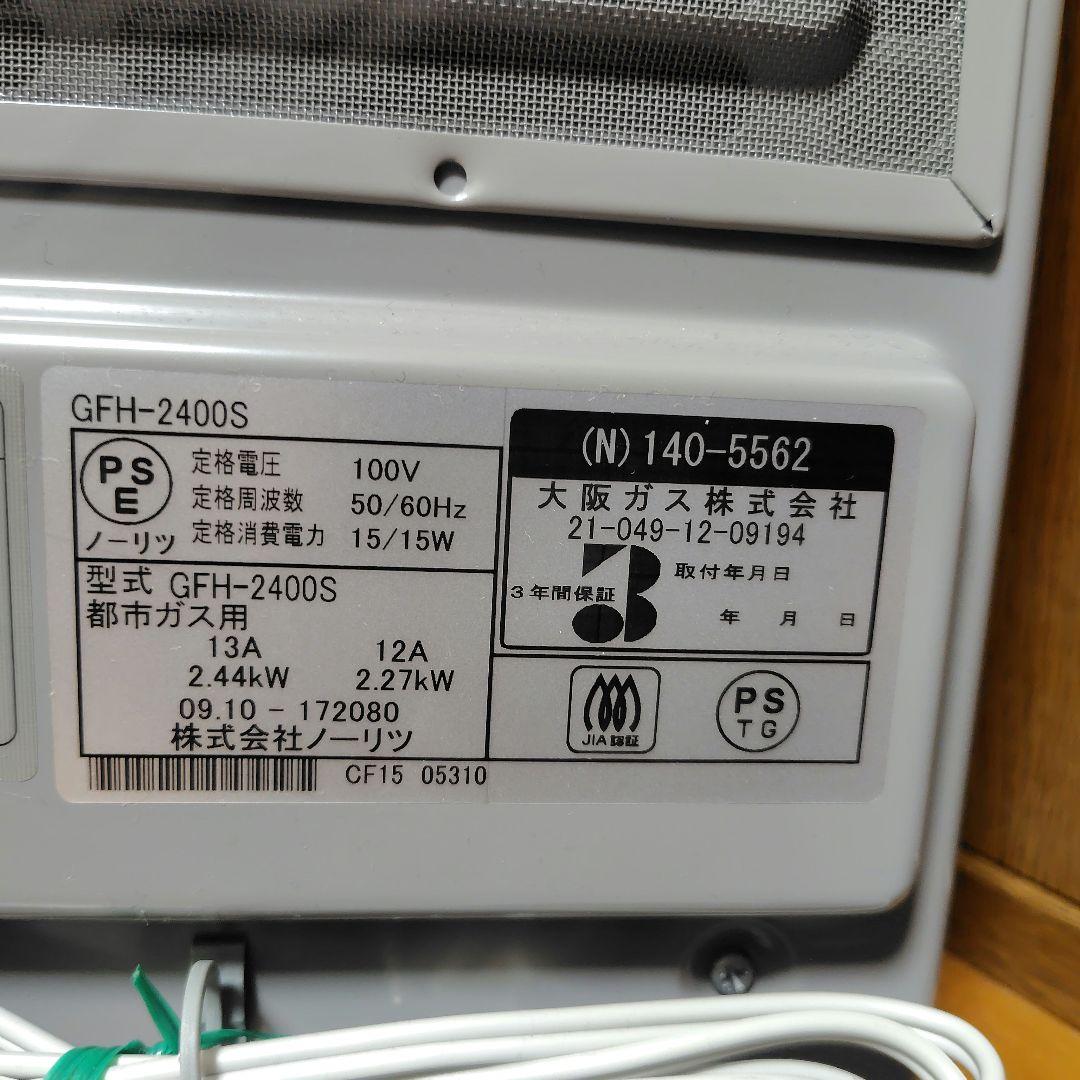 GFH-2400S
PS
E
ノーリツ
定格電圧 100V
定格周波数 50/60Hz
定格消費電力 15/15W
型式 GFH-2400S
都市ガス用
13A 12A
2.44kW 2.27kW
09.10 - 172080
株式会社ノーリツ
CF15 05310
(N) 140-5562
大阪ガス株式会社
21-049-12-09194
3年間保証
3
取付年月日
年 月 日
JIA 認証
PS
TG